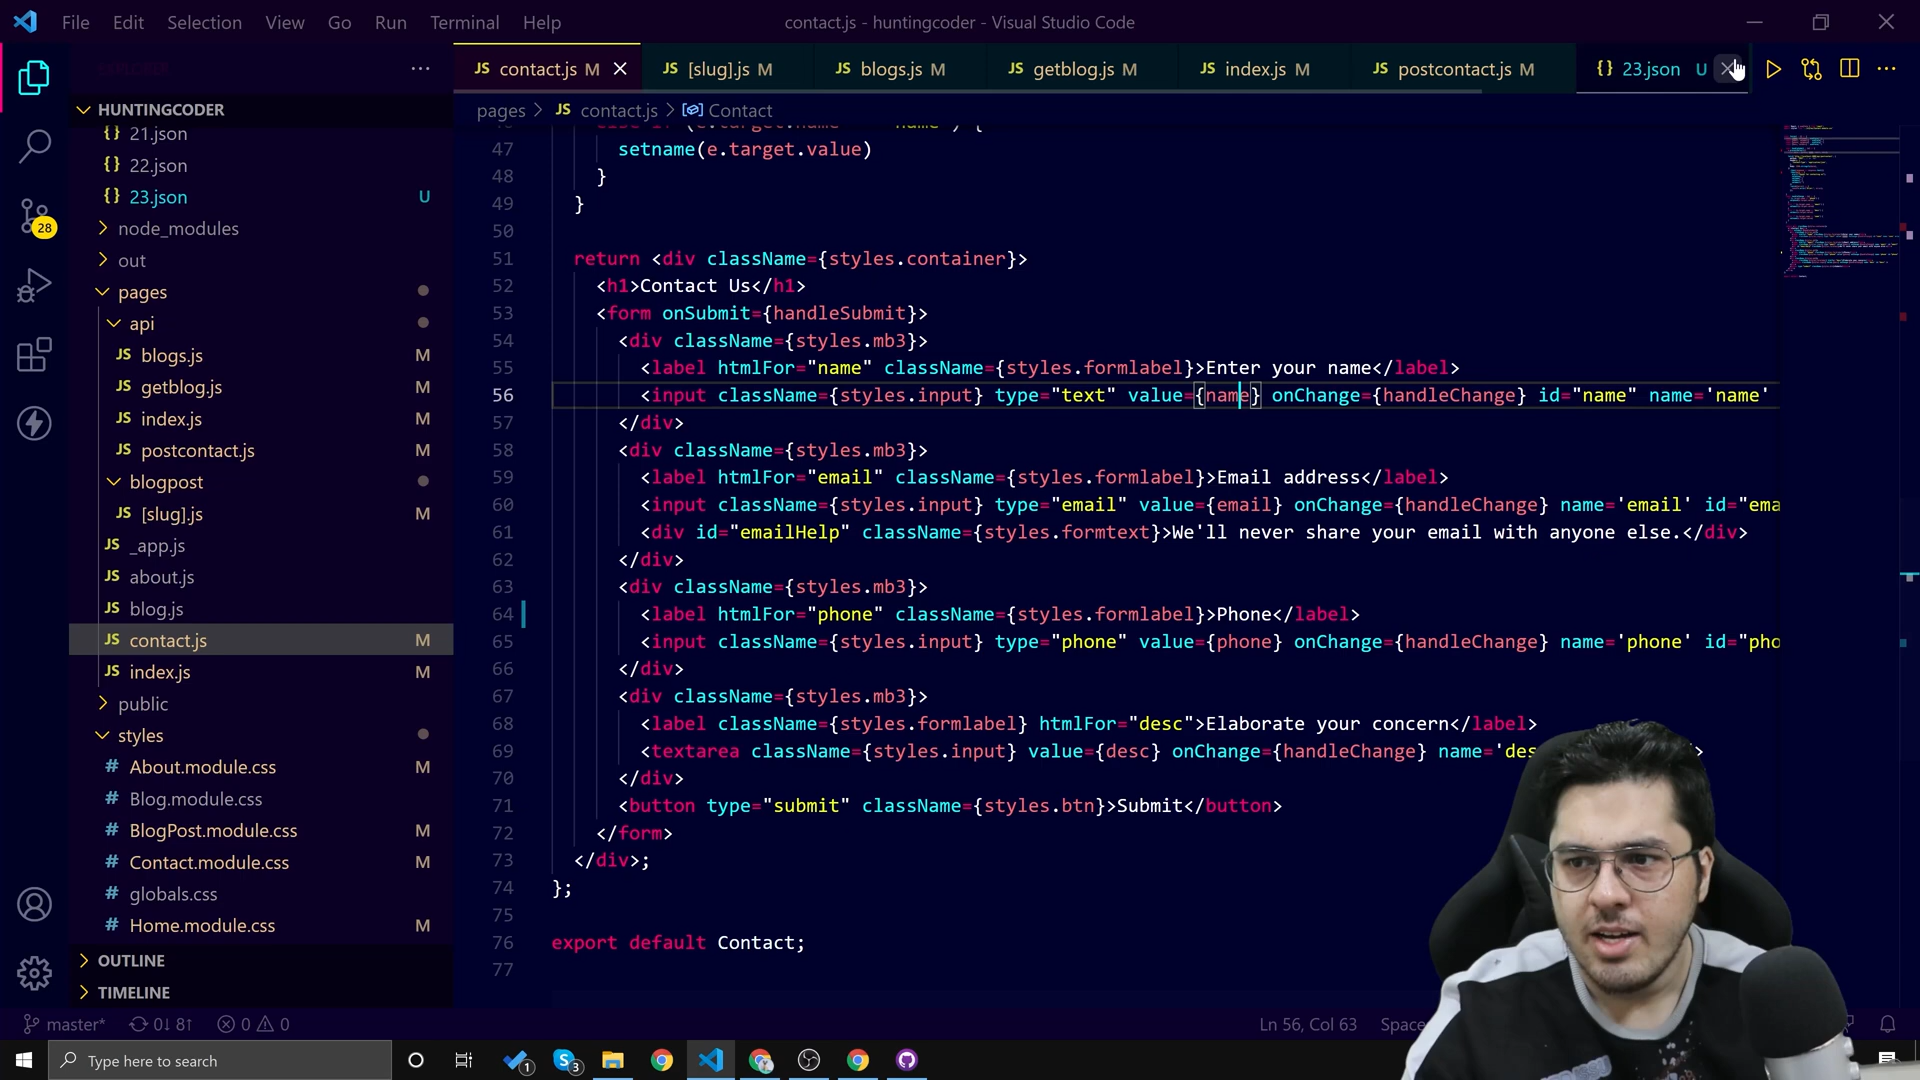 File Edit Selection View Go Run Terminal Help
contact.js - huntingcoder - Visual Studio Code
JS contact.js M
JS [slug].js M
JS blogs.js M
JS getblog.js M
JS index.js M
JS postcontact.js M
{} 23.json U
HUNTINGCODER
{} 21.json
{} 22.json
{} 23.json U
node_modules
out
pages
api
JS blogs.js M
JS getblog.js M
JS index.js M
JS postcontact.js M
blogpost
JS [slug].js M
JS _app.js
JS about.js
JS blog.js
JS contact.js M
JS index.js M
public
styles
# About.module.css M
# Blog.module.css
# BlogPost.module.css M
# Contact.module.css M
# globals.css
# Home.module.css M
OUTLINE
TIMELINE
28
pages > JS contact.js > Contact
47 setname(e.target.value)
48 }
49 }
50
51 return <div className={styles.container}>
52 <h1>Contact Us</h1>
53 <form onSubmit={handleSubmit}>
54 <div className={styles.mb3}>
55 <label htmlFor="name" className={styles.formlabel}>Enter your name</label>
56 <input className={styles.input} type="text" value={name} onChange={handleChange} id="name" name='name'
57 </div>
58 <div className={styles.mb3}>
59 <label htmlFor="email" className={styles.formlabel}>Email address</label>
60 <input className={styles.input} type="email" value={email} onChange={handleChange} name='email' id="ema
61 <div id="emailHelp" className={styles.formtext}>We'll never share your email with anyone else.</div>
62 </div>
63 <div className={styles.mb3}>
64 <label htmlFor="phone" className={styles.formlabel}>Phone</label>
65 <input className={styles.input} type="phone" value={phone} onChange={handleChange} name='phone' id="pho
66 </div>
67 <div className={styles.mb3}>
68 <label className={styles.formlabel} htmlFor="desc">Elaborate your concern</label>
69 <textarea className={styles.input} value={desc} onChange={handleChange} name='des
70 </div>
71 <button type="submit" className={styles.btn}>Submit</button>
72 </form>
73 </div>;
74 };
75
76 export default Contact;
77
master* 0↓ 8↑ 0 0
Ln 56, Col 63
Type here to search
1
3